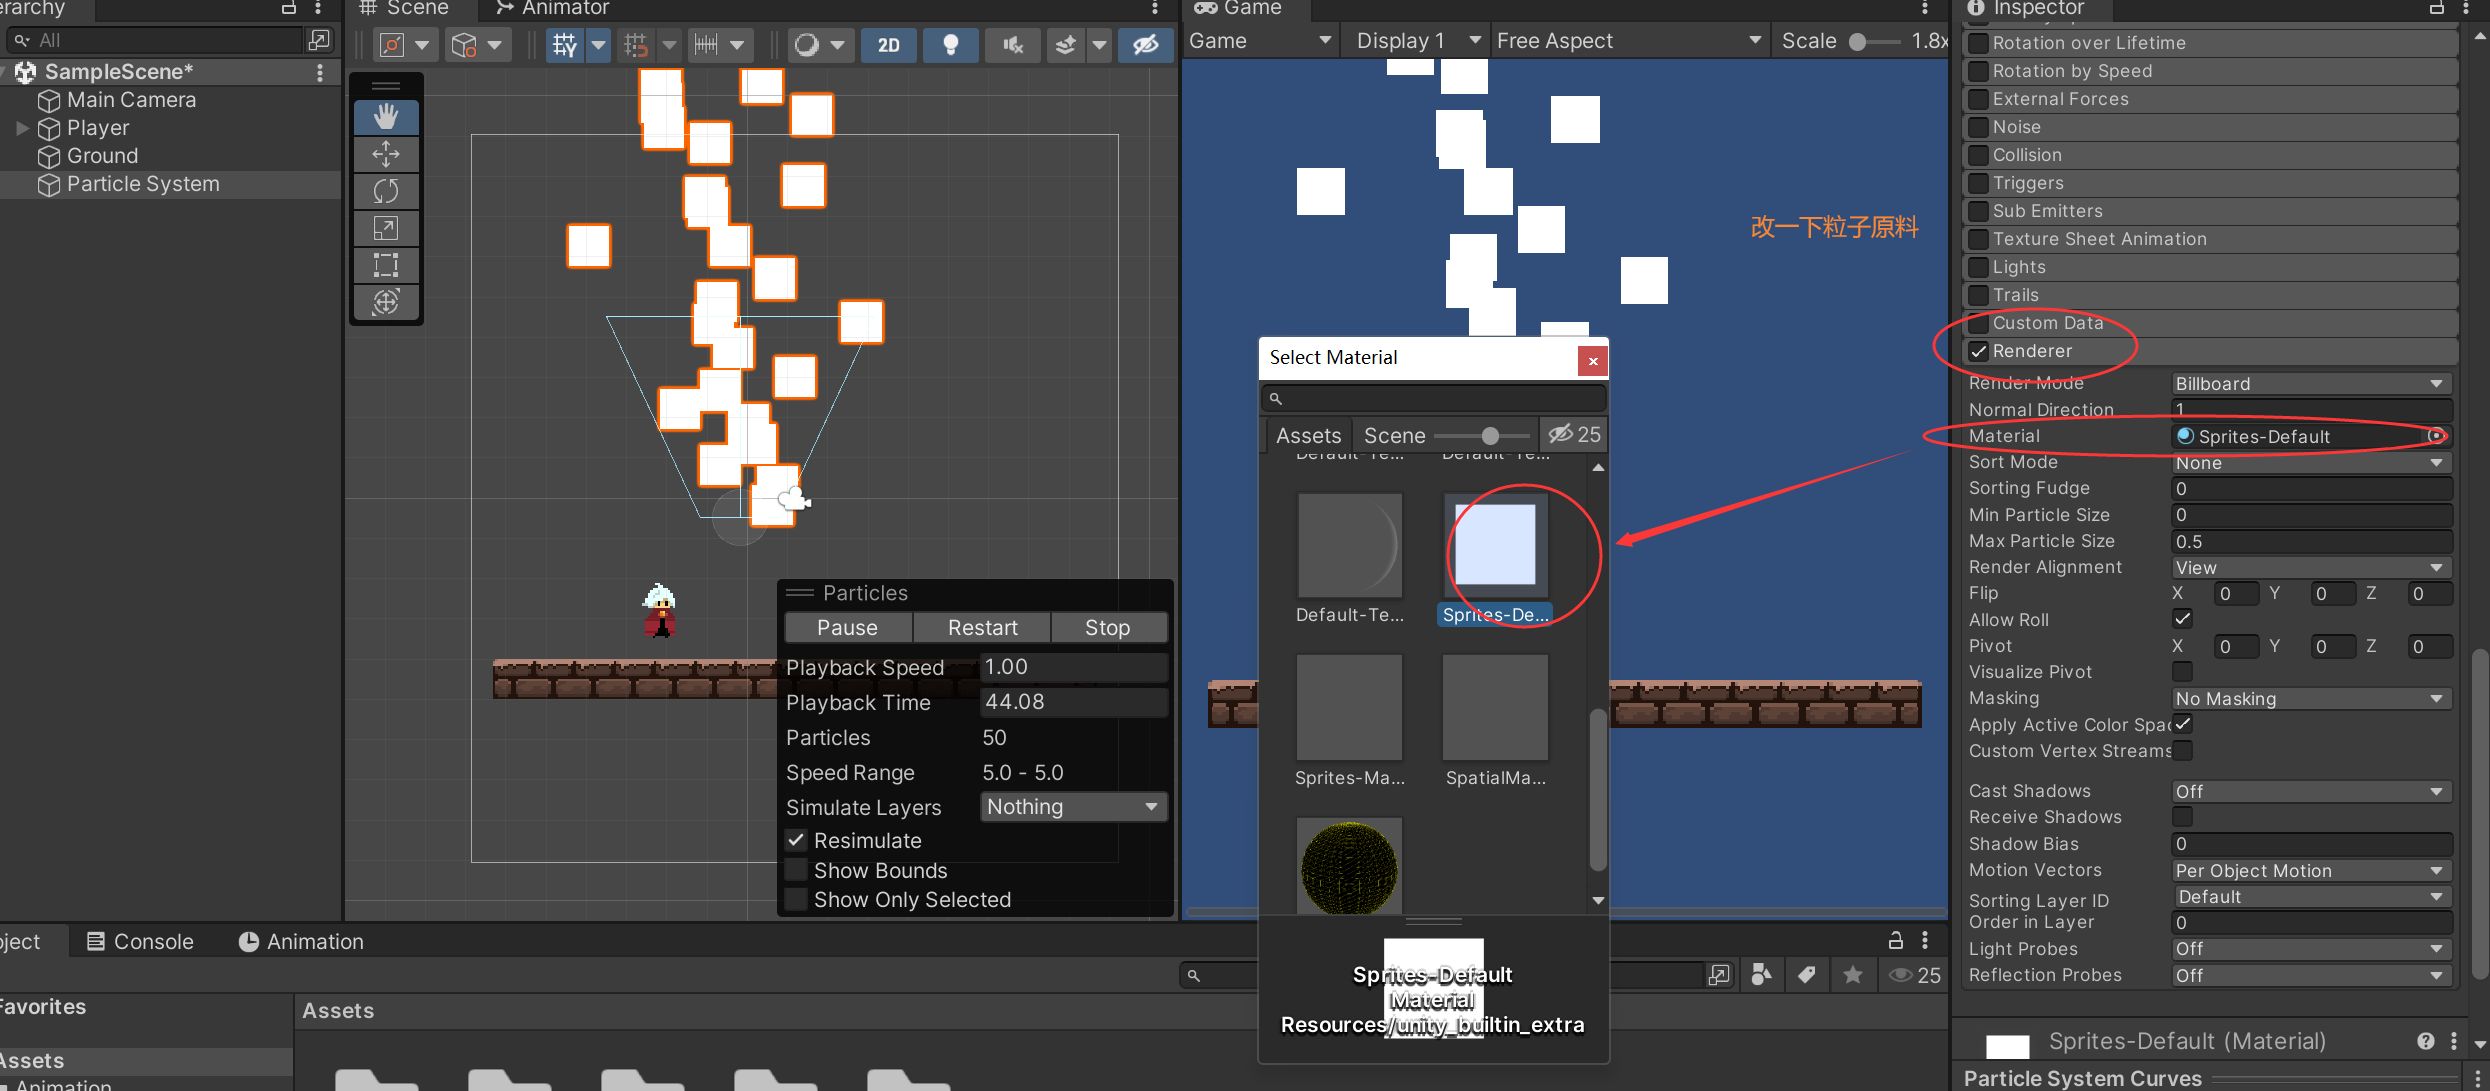 erarchy
All
SampleScene*
Main Camera
Player
Ground
Particle System
Scene
Animator
2D
Particles
Pause
Restart
Stop
Playback Speed
1.00
Playback Time
44.08
Particles
50
Speed Range
5.0 - 5.0
Simulate Layers
Nothing
Resimulate
Show Bounds
Show Only Selected
Game
Game
Display 1
Free Aspect
Scale
1.8x
改一下粒子原料
Select Material
Assets
Scene
25
Default-Te...
Default-Te...
Default-Te...
Sprites-De...
Sprites-Ma...
SpatialMa...
Sprites-Default
Material
Resources/unity_builtin_extra
Inspector
Rotation over Lifetime
Rotation by Speed
External Forces
Noise
Collision
Triggers
Sub Emitters
Texture Sheet Animation
Lights
Trails
Custom Data
Renderer
Render Mode
Billboard
Normal Direction
1
Material
Sprites-Default
Sort Mode
None
Sorting Fudge
0
Min Particle Size
0
Max Particle Size
0.5
Render Alignment
View
Flip
X 0 Y 0 Z 0
Allow Roll
Pivot
X 0 Y 0 Z 0
Visualize Pivot
Masking
No Masking
Apply Active Color Spac
Custom Vertex Streams
Cast Shadows
Off
Receive Shadows
Shadow Bias
0
Motion Vectors
Per Object Motion
Sorting Layer ID
Default
Order in Layer
0
Light Probes
Off
Reflection Probes
Off
Sprites-Default (Material)
Particle System Curves
oject
Console
Animation
25
Favorites
Assets
Animation
Assets